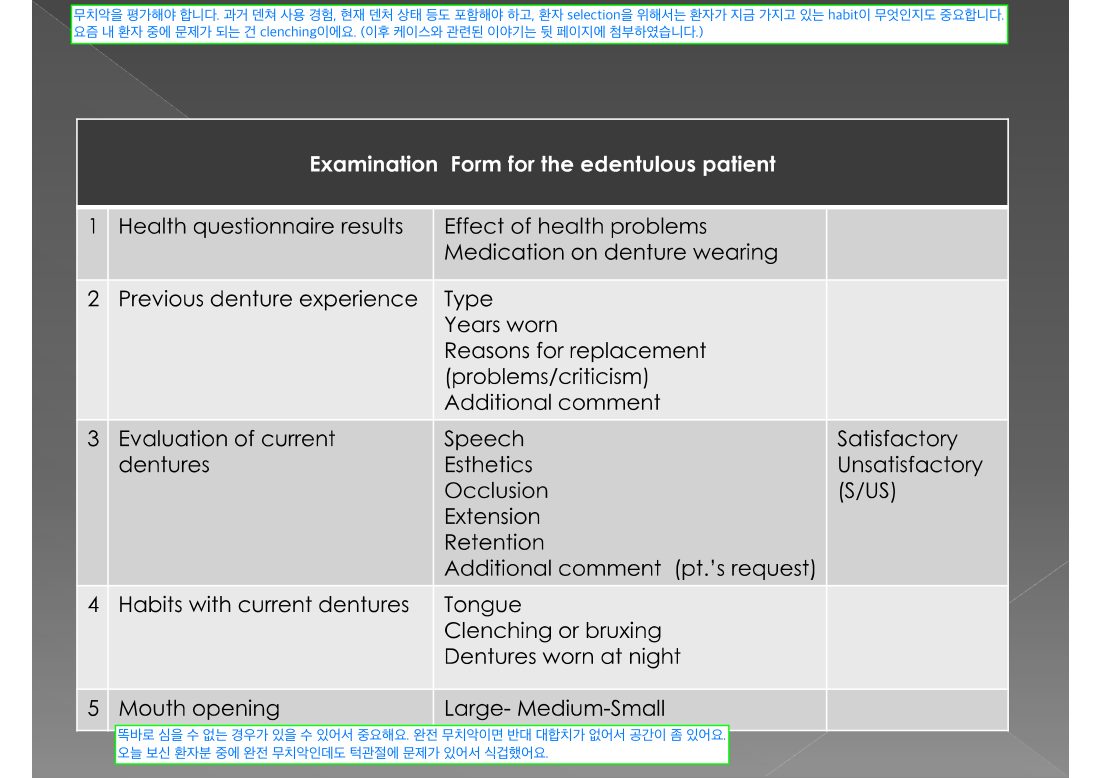 무치악을 평가해야 합니다. 과거 덴쳐 사용 경험, 현재 덴처 상태 등도 포함해야 하고, 환자 selection을 위해서는 환자가 지금 가지고 있는 habit이 무엇인지도 중요합니다.
요즘 내 환자 중에 문제가 되는 건 clenching이에요. (이후 케이스와 관련된 이야기는 뒷 페이지에 첨부하였습니다.)
Examination Form for the edentulous patient
1 Health questionnaire results Effect of health problems
Medication on denture wearing
2 Previous denture experience Type
Years worn
Reasons for replacement
(problems/criticism)
Additional comment
3 Evaluation of current Speech Satisfactory
dentures Esthetics Unsatisfactory
Occlusion (S/US)
Extension
Retention
Additional comment (pt.'s request)
4 Habits with current dentures Tongue
Clenching or bruxing
Dentures worn at night
5 Mouth opening Large- Medium-Small
똑바로 심을 수 없는 경우가 있을 수 있어서 중요해요. 완전 무치악이면 반대 대합치가 없어서 공간이 좀 있어요.
오늘 보신 환자분 중에 완전 무치악인데도 턱관절에 문제가 있어서 식겁했어요.